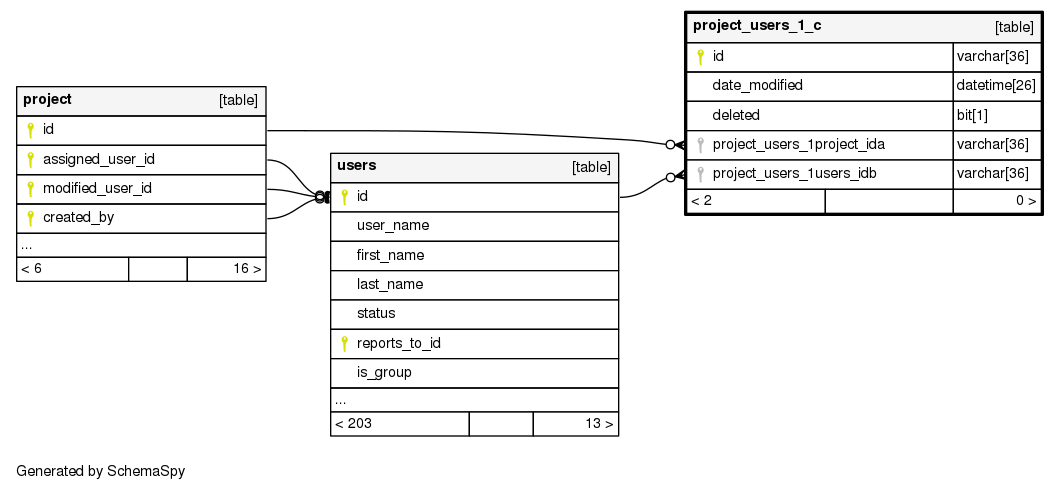 project_users_1_c [table]
id varchar[36]
date_modified datetime[26]
deleted bit[1]
project_users_1project_ida varchar[36]
project_users_1users_idb varchar[36]
< 2 0 >
project [table]
id
assigned_user_id
modified_user_id
created_by
...
< 6 16 >
users [table]
id
user_name
first_name
last_name
status
reports_to_id
is_group
...
< 203 13 >
Generated by SchemaSpy